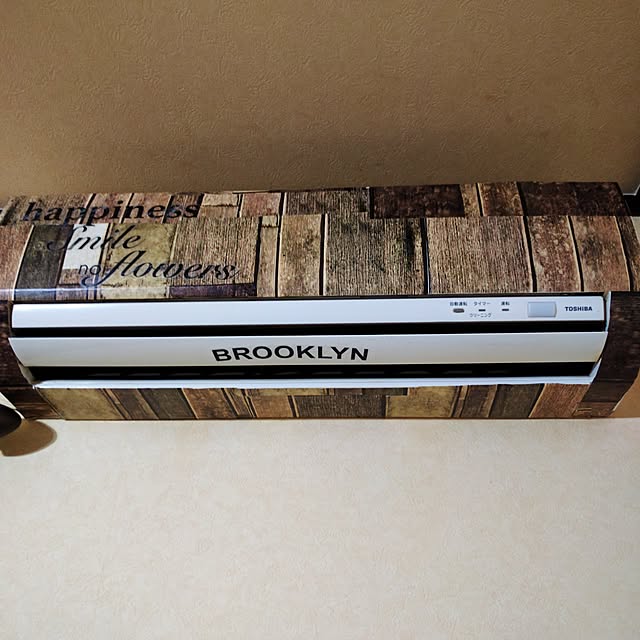 happiness
Smile
no flowers
自動運転 タイマー 運転
クリーニング
TOSHIBA
BROOKLYN